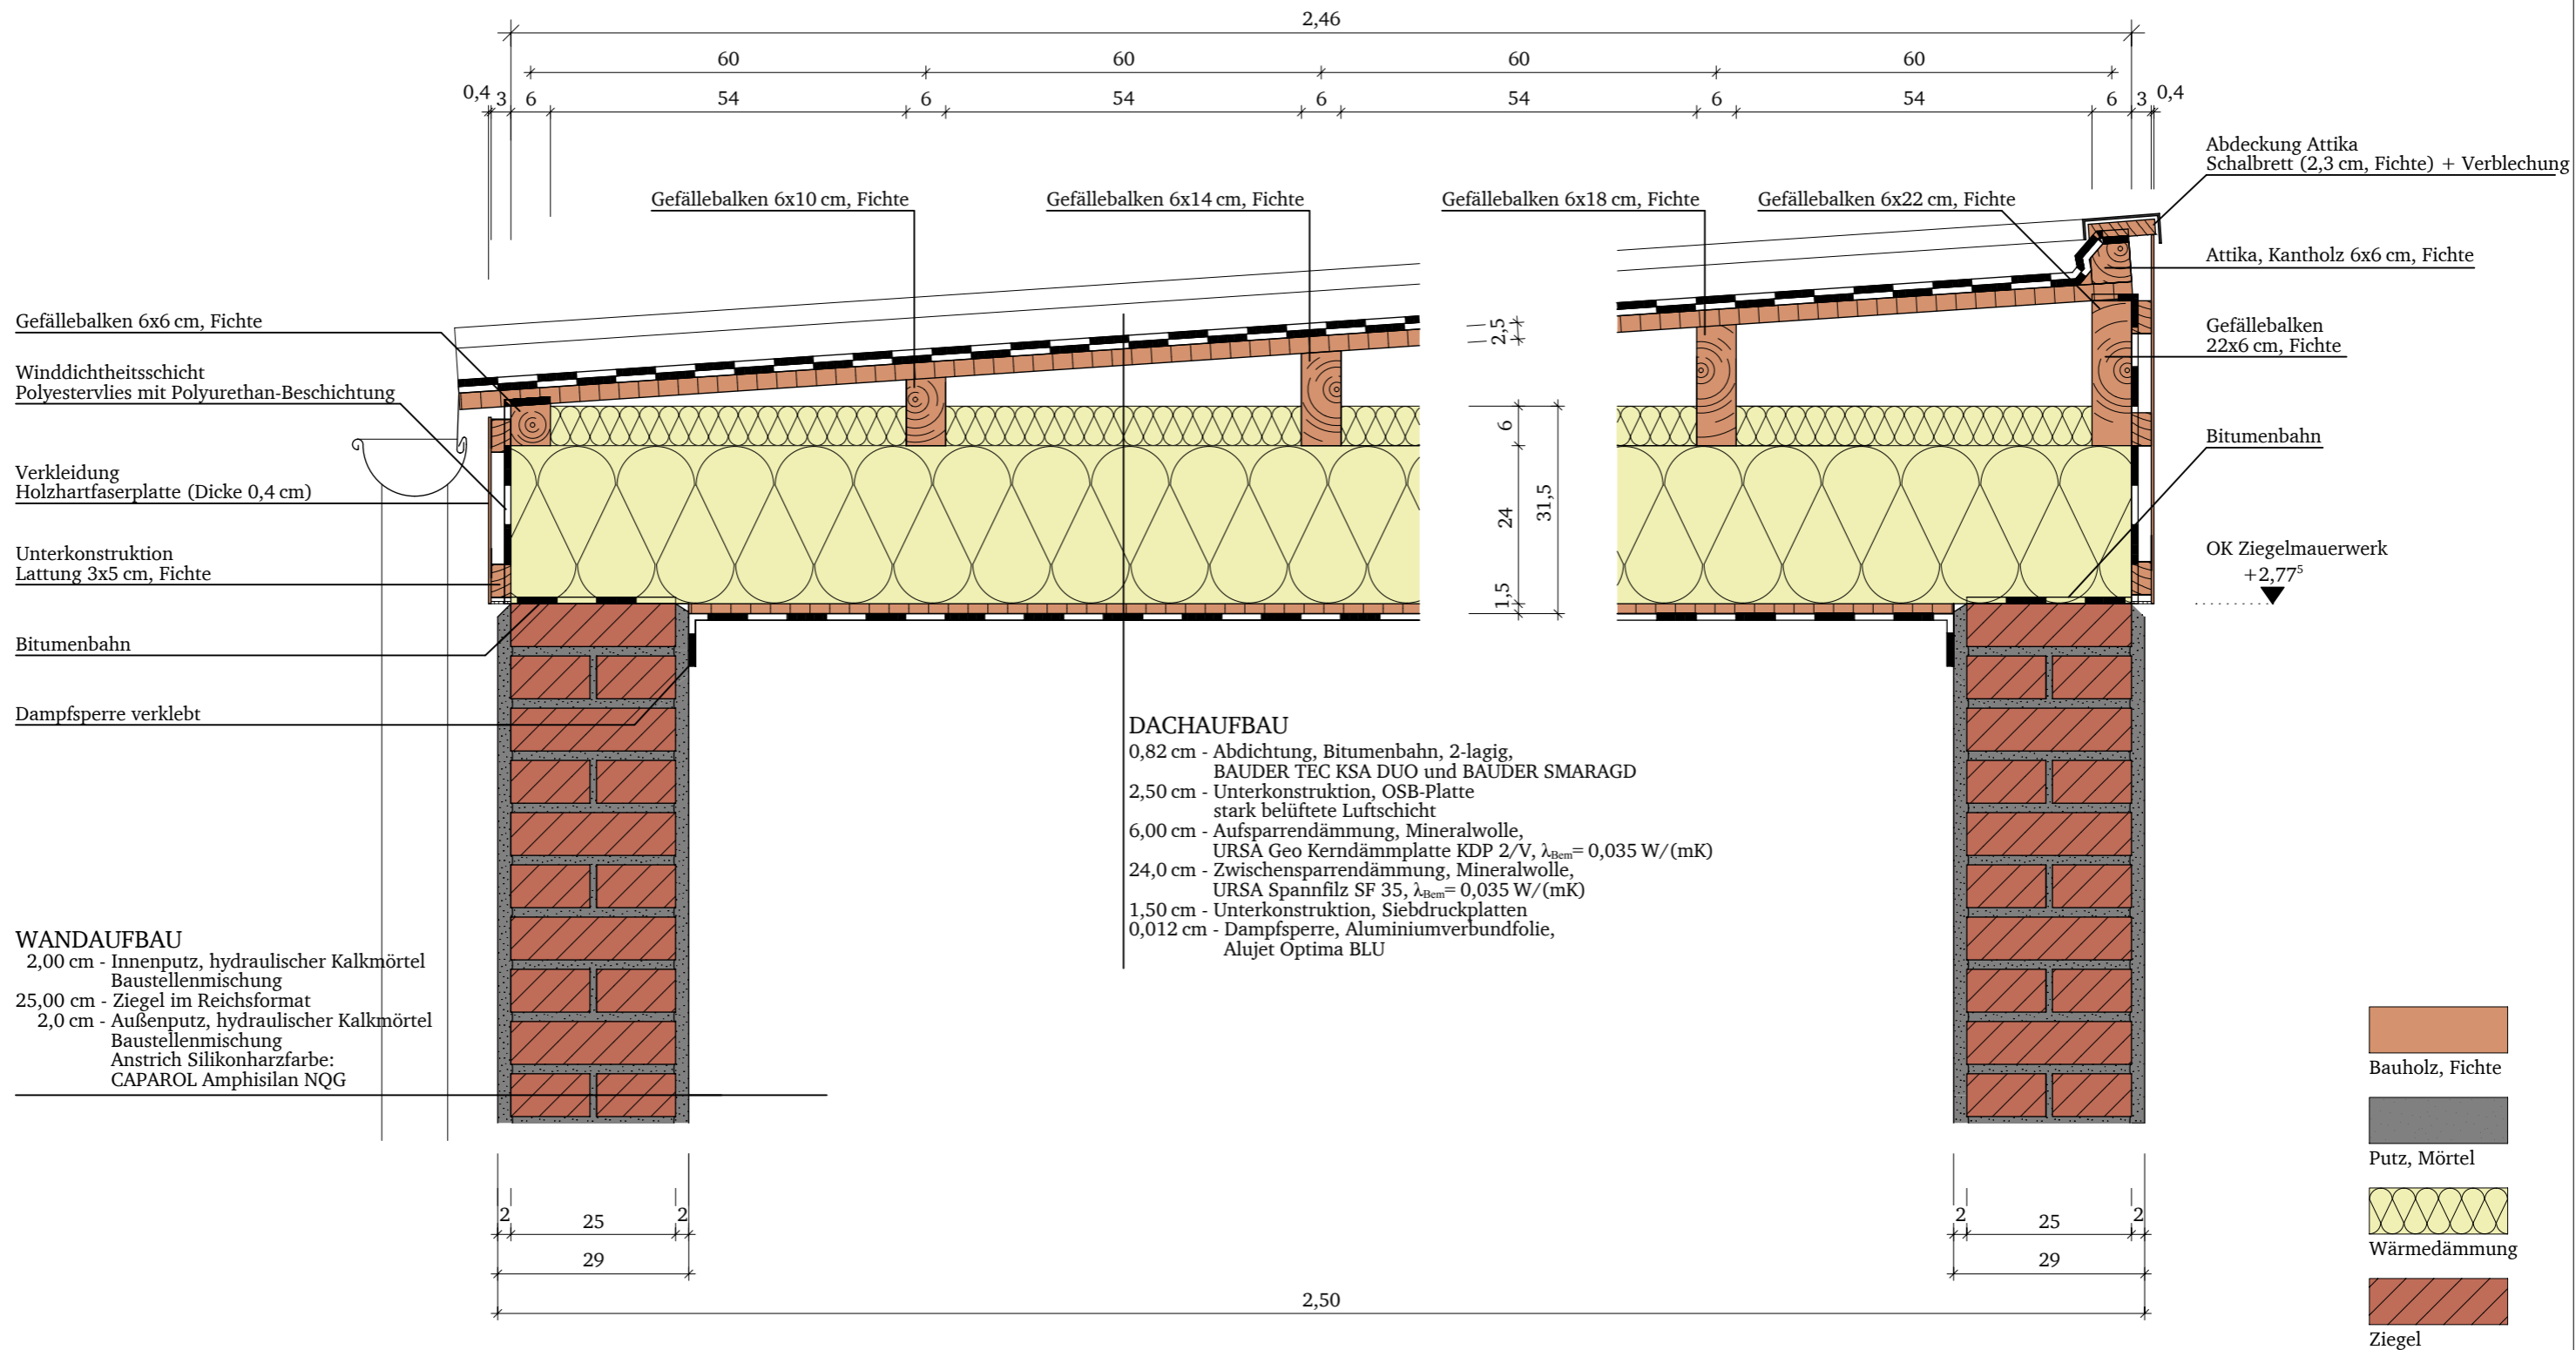 2,46
60 60 60 60
0,4 3 6 54 6 54 6 54 6 54 6 3 0,4
Abdeckung Attika
Schalbrett (2,3 cm, Fichte) + Verblechung
Gefällebalken 6x10 cm, Fichte
Gefällebalken 6x14 cm, Fichte
Gefällebalken 6x18 cm, Fichte
Gefällebalken 6x22 cm, Fichte
Attika, Kantholz 6x6 cm, Fichte
Gefällebalken 6x6 cm, Fichte
Gefällebalken
22x6 cm, Fichte
Winddichtheitsschicht
Polyestervlies mit Polyurethan-Beschichtung
Verkleidung
Holzhartfaserplatte (Dicke 0,4 cm)
Unterkonstruktion
Lattung 3x5 cm, Fichte
Bitumenbahn
Dampfsperre verklebt
2,5
6
24
1,5
31,5
Bitumenbahn
OK Ziegelmauerwerk
+2,77⁵
DACHAUFBAU
0,82 cm - Abdichtung, Bitumenbahn, 2-lagig,
BAUDER TEC KSA DUO und BAUDER SMARAGD
2,50 cm - Unterkonstruktion, OSB-Platte
stark belüftete Luftschicht
6,00 cm - Aufsparrendämmung, Mineralwolle,
URSA Geo Kerndämmplatte KDP 2/V, λBem= 0,035 W/(mK)
24,0 cm - Zwischensparrendämmung, Mineralwolle,
URSA Spannfilz SF 35, λBem= 0,035 W/(mK)
1,50 cm - Unterkonstruktion, Siebdruckplatten
0,012 cm - Dampfsperre, Aluminiumverbundfolie,
Alujet Optima BLU
WANDAUFBAU
2,00 cm - Innenputz, hydraulischer Kalkmörtel
Baustellenmischung
25,00 cm - Ziegel im Reichsformat
2,0 cm - Außenputz, hydraulischer Kalkmörtel
Baustellenmischung
Anstrich Silikonharzfarbe:
CAPAROL Amphisilan NQG
Bauholz, Fichte
Putz, Mörtel
Wärmedämmung
Ziegel
2 25 2 2 25 2
29 29
2,50